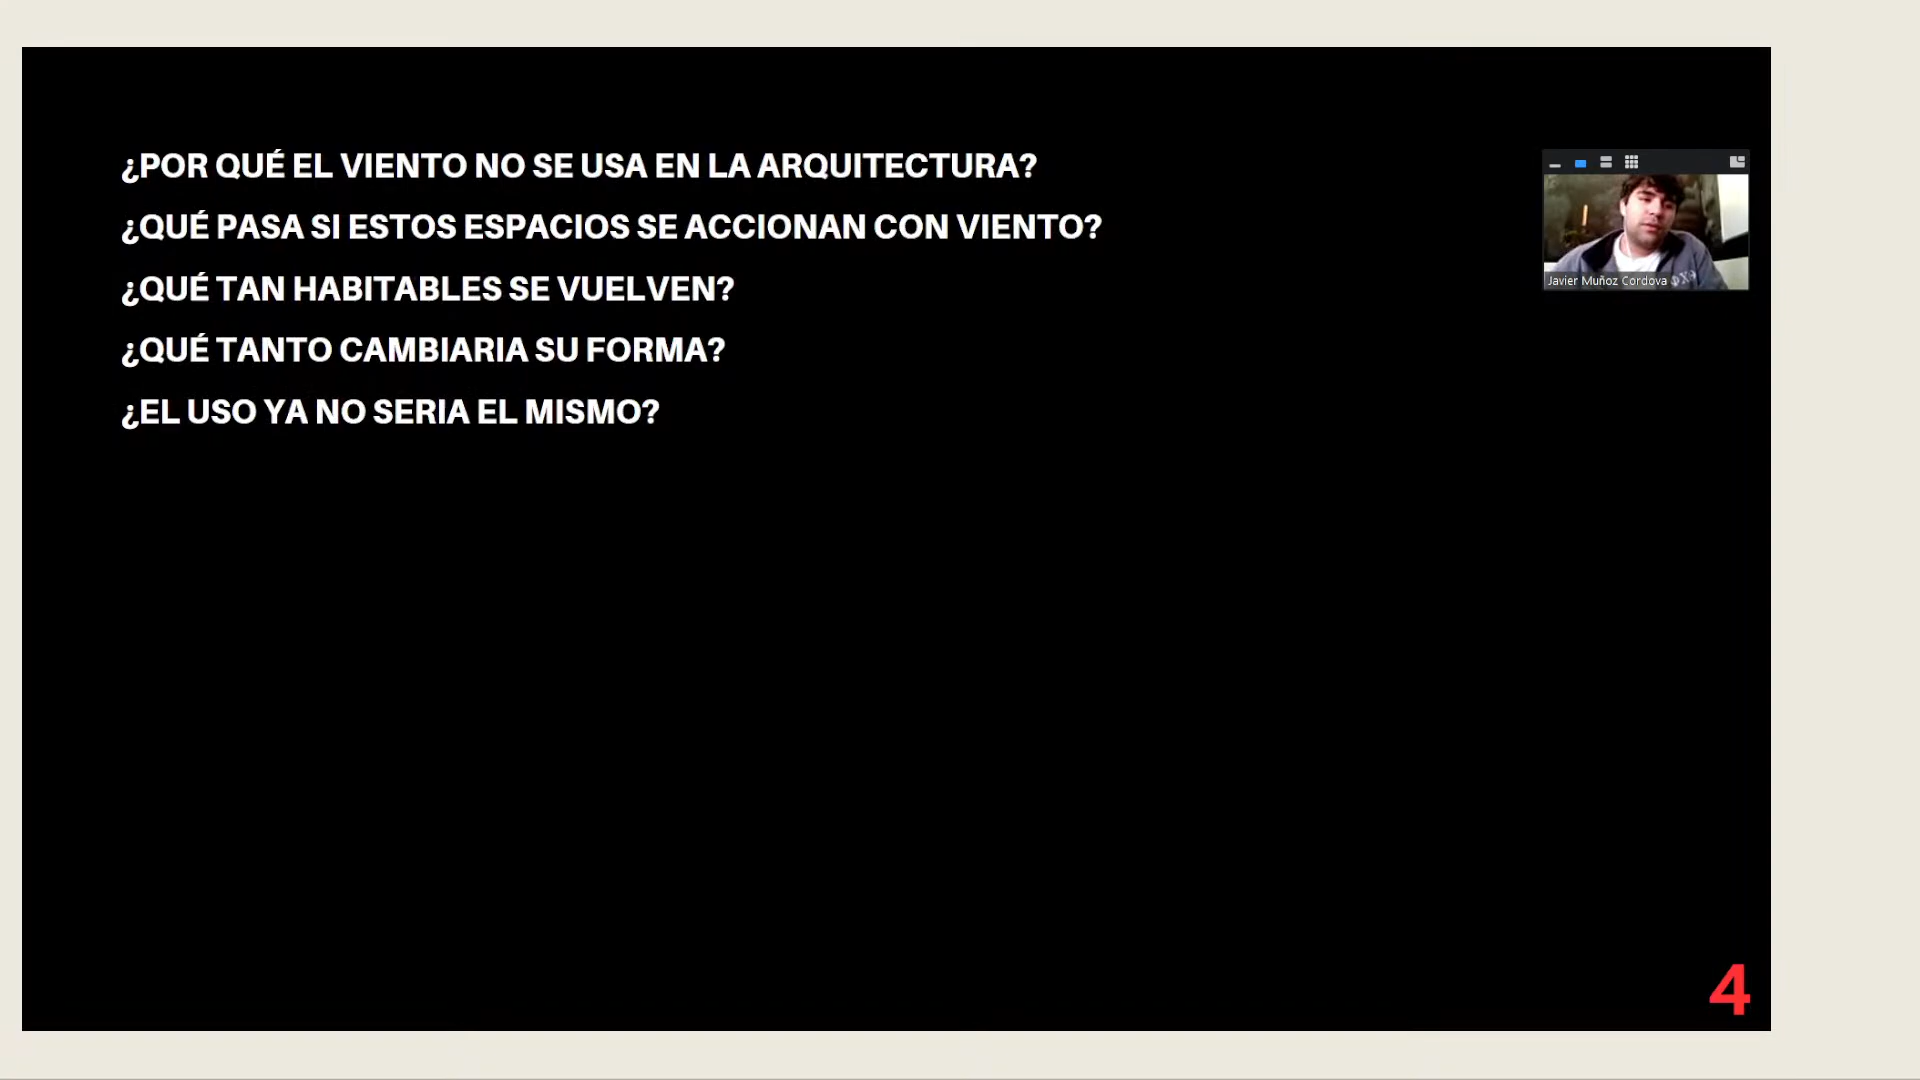 ¿POR QUÉ EL VIENTO NO SE USA EN LA ARQUITECTURA?
¿QUÉ PASA SI ESTOS ESPACIOS SE ACCIONAN CON VIENTO?
¿QUÉ TAN HABITABLES SE VUELVEN?
¿QUÉ TANTO CAMBIARIA SU FORMA?
¿EL USO YA NO SERIA EL MISMO?
Javier Muñoz Cordova
4